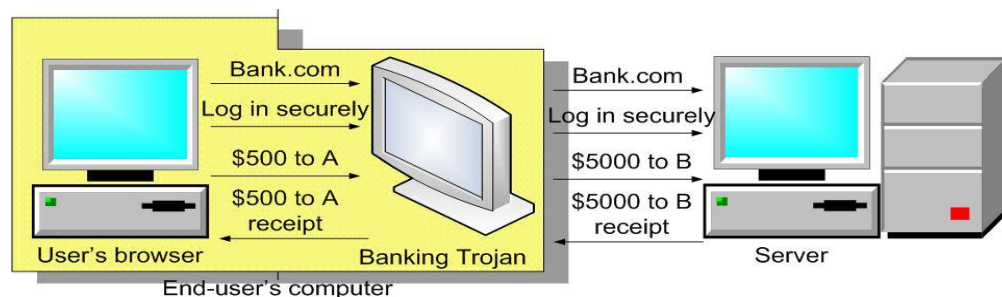 Bank.com
Log in securely
$500 to A
$500 to A
receipt
User's browser
Banking Trojan
End-user's computer
Bank.com
Log in securely
$5000 to B
$5000 to B
receipt
Server